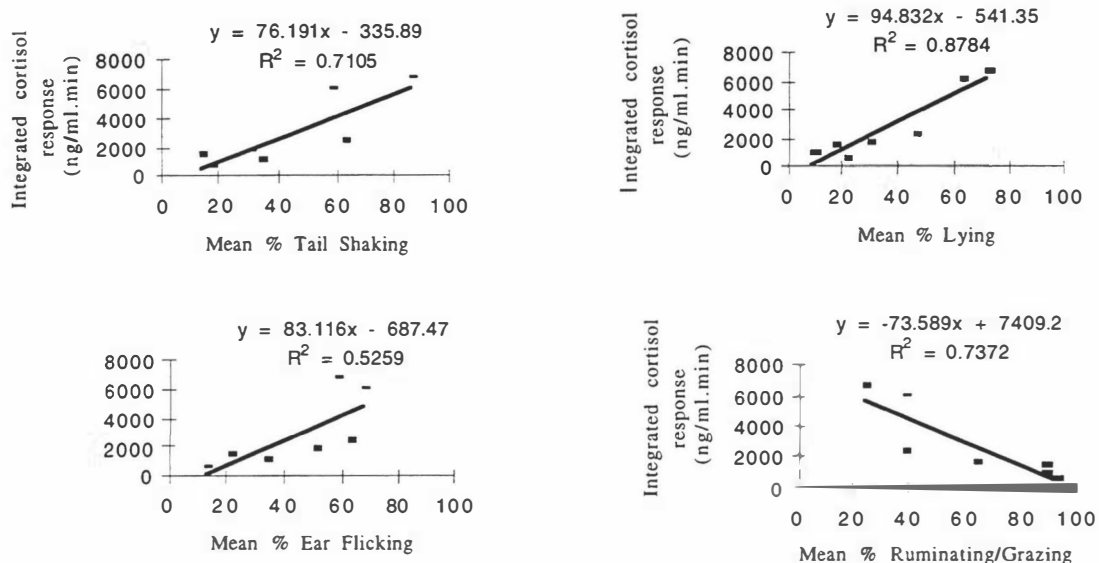 y = 76.191x - 335.89
R² = 0.7105
Integrated cortisol
response
(ng/ml.min)
8000
6000
4000
2000
0
0 20 40 60 80 100
Mean % Tail Shaking
y = 94.832x - 541.35
R² = 0.8784
Integrated cortisol
response
(ng/ml.min)
8000
6000
4000
2000
0
0 20 40 60 80 100
Mean % Lying
y = 83.116x - 687.47
R² = 0.5259
8000
6000
4000
2000
0
0 20 40 60 80 100
Mean % Ear Flicking
y = -73.589x + 7409.2
R² = 0.7372
Integrated cortisol
response
(ng/ml.min)
8000
6000
4000
2000
0
0 20 40 60 80 100
Mean % Ruminating/Grazing